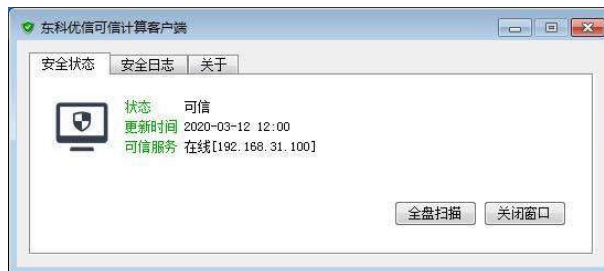 东科优信可信计算客户端
安全状态 安全日志 关于
状态 可信
更新时间 2020-03-12 12:00
可信服务 在线[192.168.31.100]
全盘扫描 关闭窗口